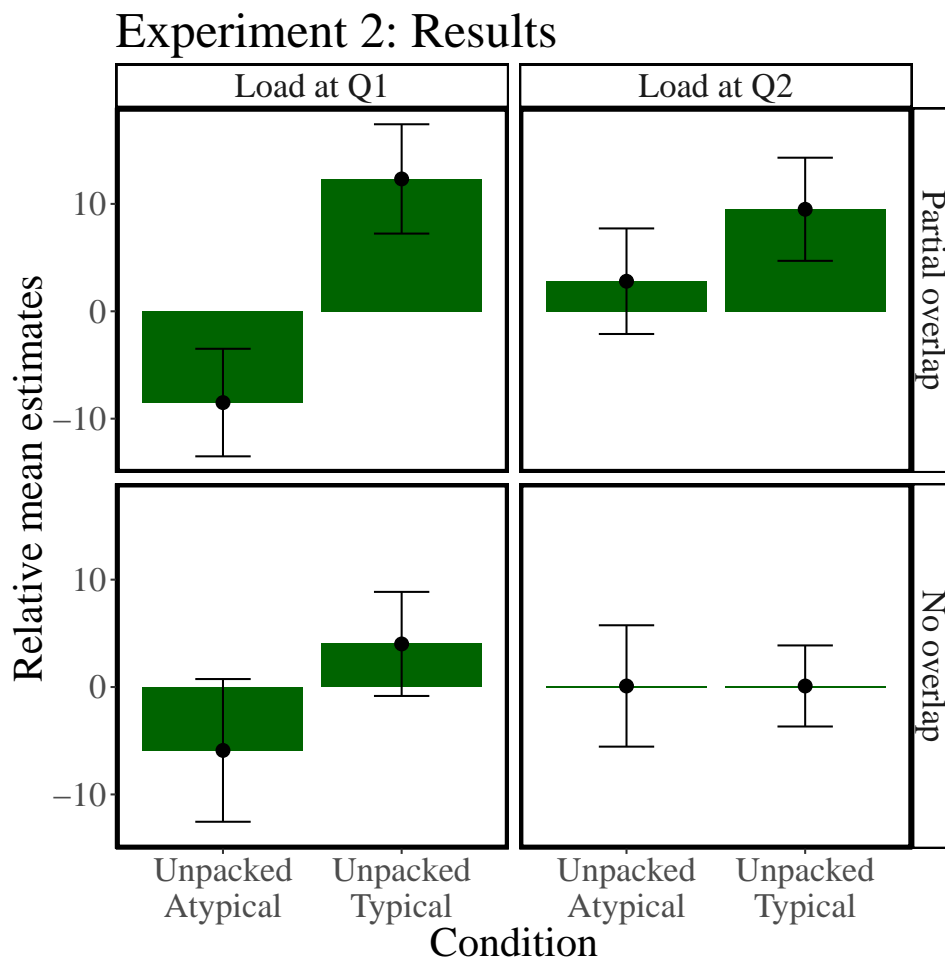 Experiment 2: Results
Load at Q1
Load at Q2
Relative mean estimates
10
0
−10
Partial overlap
10
0
−10
No overlap
Unpacked
Atypical
Unpacked
Typical
Unpacked
Atypical
Unpacked
Typical
Condition